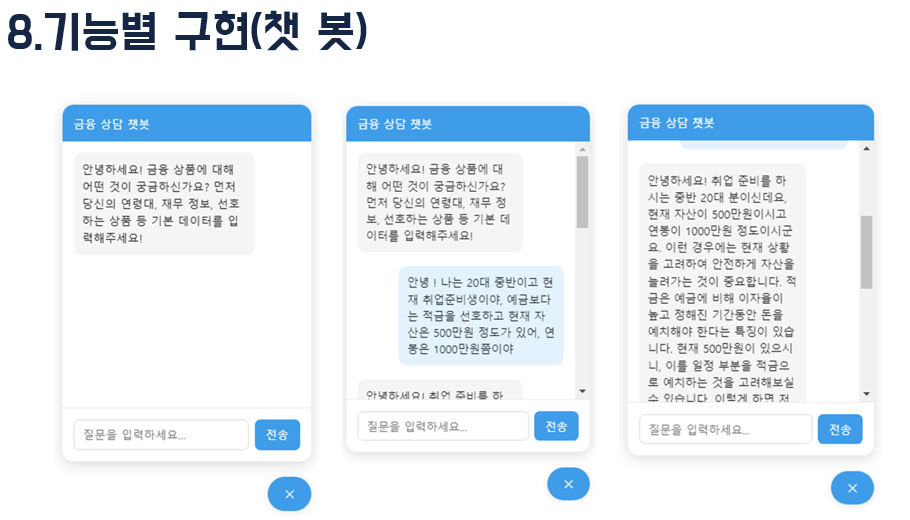 8.기능별 구현(챗 봇)
금융 상담 챗봇
안녕하세요! 금융 상품에 대해
어떤 것이 궁금하신가요? 먼저
당신의 연령대, 재무 정보, 선호
하는 상품 등 기본 데이터를 입
력해주세요!
질문을 입력하세요...
전송
×
금융 상담 챗봇
안녕하세요! 금융 상품에 대
해 어떤 것이 궁금하신가요?
먼저 당신의 연령대, 재무 정
보, 선호하는 상품 등 기본 데
이터를 입력해주세요!
안녕 ! 나는 20대 중반이고 현
재 취업준비생이야, 예금보다
는 적금을 선호하고 현재 자
산은 500만원 정도가 있어, 연
봉은 1000만원쯤이야
안녕하세요! 취업 준비를 하
질문을 입력하세요...
전송
×
금융 상담 챗봇
안녕하세요! 취업 준비를 하
시는 중반 20대 분이신데요,
현재 자산이 500만원이시고
연봉이 1000만원 정도이시군
요. 이런 경우에는 현재 상황
을 고려하여 안전하게 자산을
늘려가는 것이 중요합니다. 적
금은 예금에 비해 이자율이
높고 정해진 기간동안 돈을
예치해야 한다는 특징이 있습
니다. 현재 500만원이 있으시
니, 이를 일정 부분을 적금으
로 예치하는 것을 고려해보실
수 있습니다. 이렇게 하면 저
질문을 입력하세요...
전송
×